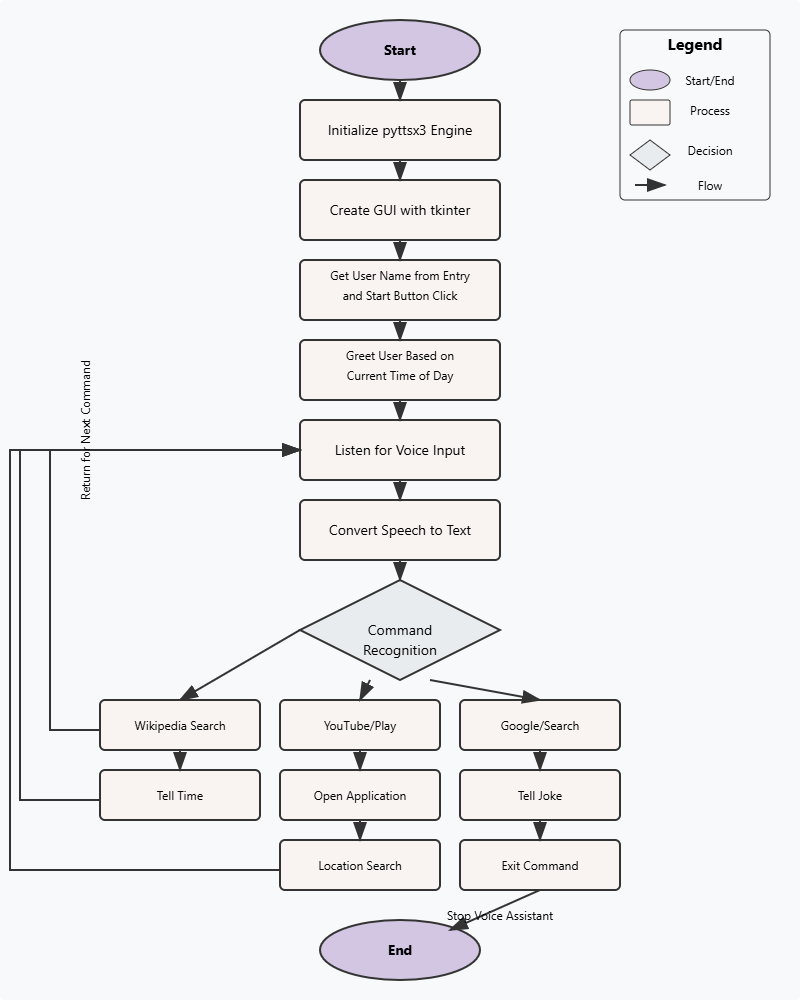 Start
Legend
Start/End
Process
Decision
Flow
Initialize pyttsx3 Engine
Create GUI with tkinter
Get User Name from Entry
and Start Button Click
Greet User Based on
Current Time of Day
Return for Next Command
Listen for Voice Input
Convert Speech to Text
Command
Recognition
Wikipedia Search
YouTube/Play
Google/Search
Tell Time
Open Application
Tell Joke
Location Search
Exit Command
Stop Voice Assistant
End